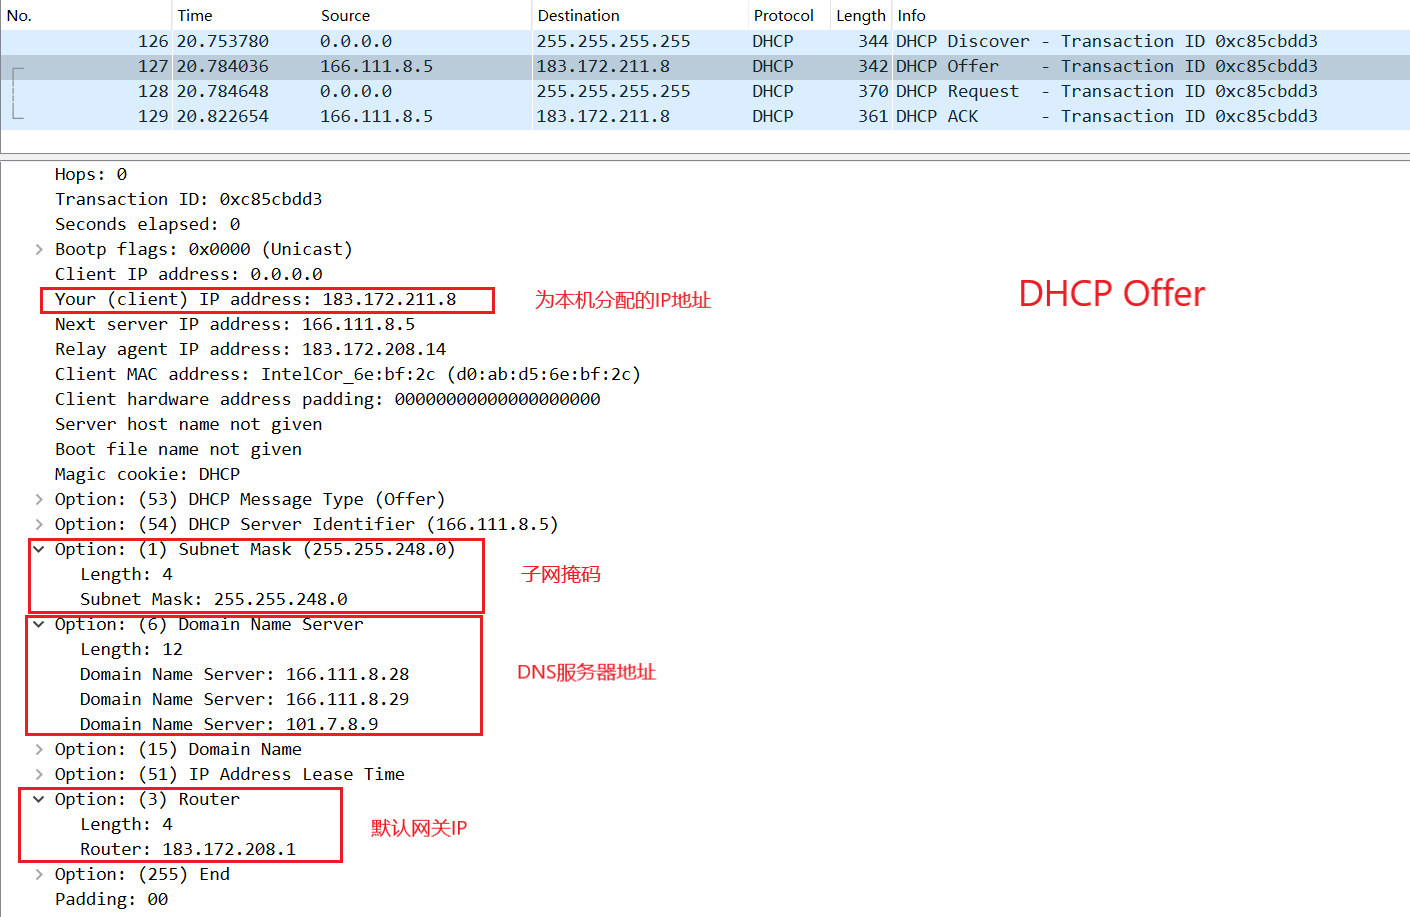 No. Time Source Destination Protocol Length Info
126 20.753780 0.0.0.0 255.255.255.255 DHCP 344 DHCP Discover - Transaction ID 0xc85cbdd3
127 20.784036 166.111.8.5 183.172.211.8 DHCP 342 DHCP Offer - Transaction ID 0xc85cbdd3
128 20.784648 0.0.0.0 255.255.255.255 DHCP 370 DHCP Request - Transaction ID 0xc85cbdd3
129 20.822654 166.111.8.5 183.172.211.8 DHCP 361 DHCP ACK - Transaction ID 0xc85cbdd3
Hops: 0
Transaction ID: 0xc85cbdd3
Seconds elapsed: 0
Bootp flags: 0x0000 (Unicast)
Client IP address: 0.0.0.0
Your (client) IP address: 183.172.211.8
为本机分配的IP地址
DHCP Offer
Next server IP address: 166.111.8.5
Relay agent IP address: 183.172.208.14
Client MAC address: IntelCor_6e:bf:2c (d0:ab:d5:6e:bf:2c)
Client hardware address padding: 00000000000000000000
Server host name not given
Boot file name not given
Magic cookie: DHCP
Option: (53) DHCP Message Type (Offer)
Option: (54) DHCP Server Identifier (166.111.8.5)
Option: (1) Subnet Mask (255.255.248.0)
Length: 4
子网掩码
Subnet Mask: 255.255.248.0
Option: (6) Domain Name Server
Length: 12
Domain Name Server: 166.111.8.28
DNS服务器地址
Domain Name Server: 166.111.8.29
Domain Name Server: 101.7.8.9
Option: (15) Domain Name
Option: (51) IP Address Lease Time
Option: (3) Router
Length: 4
默认网关IP
Router: 183.172.208.1
Option: (255) End
Padding: 00